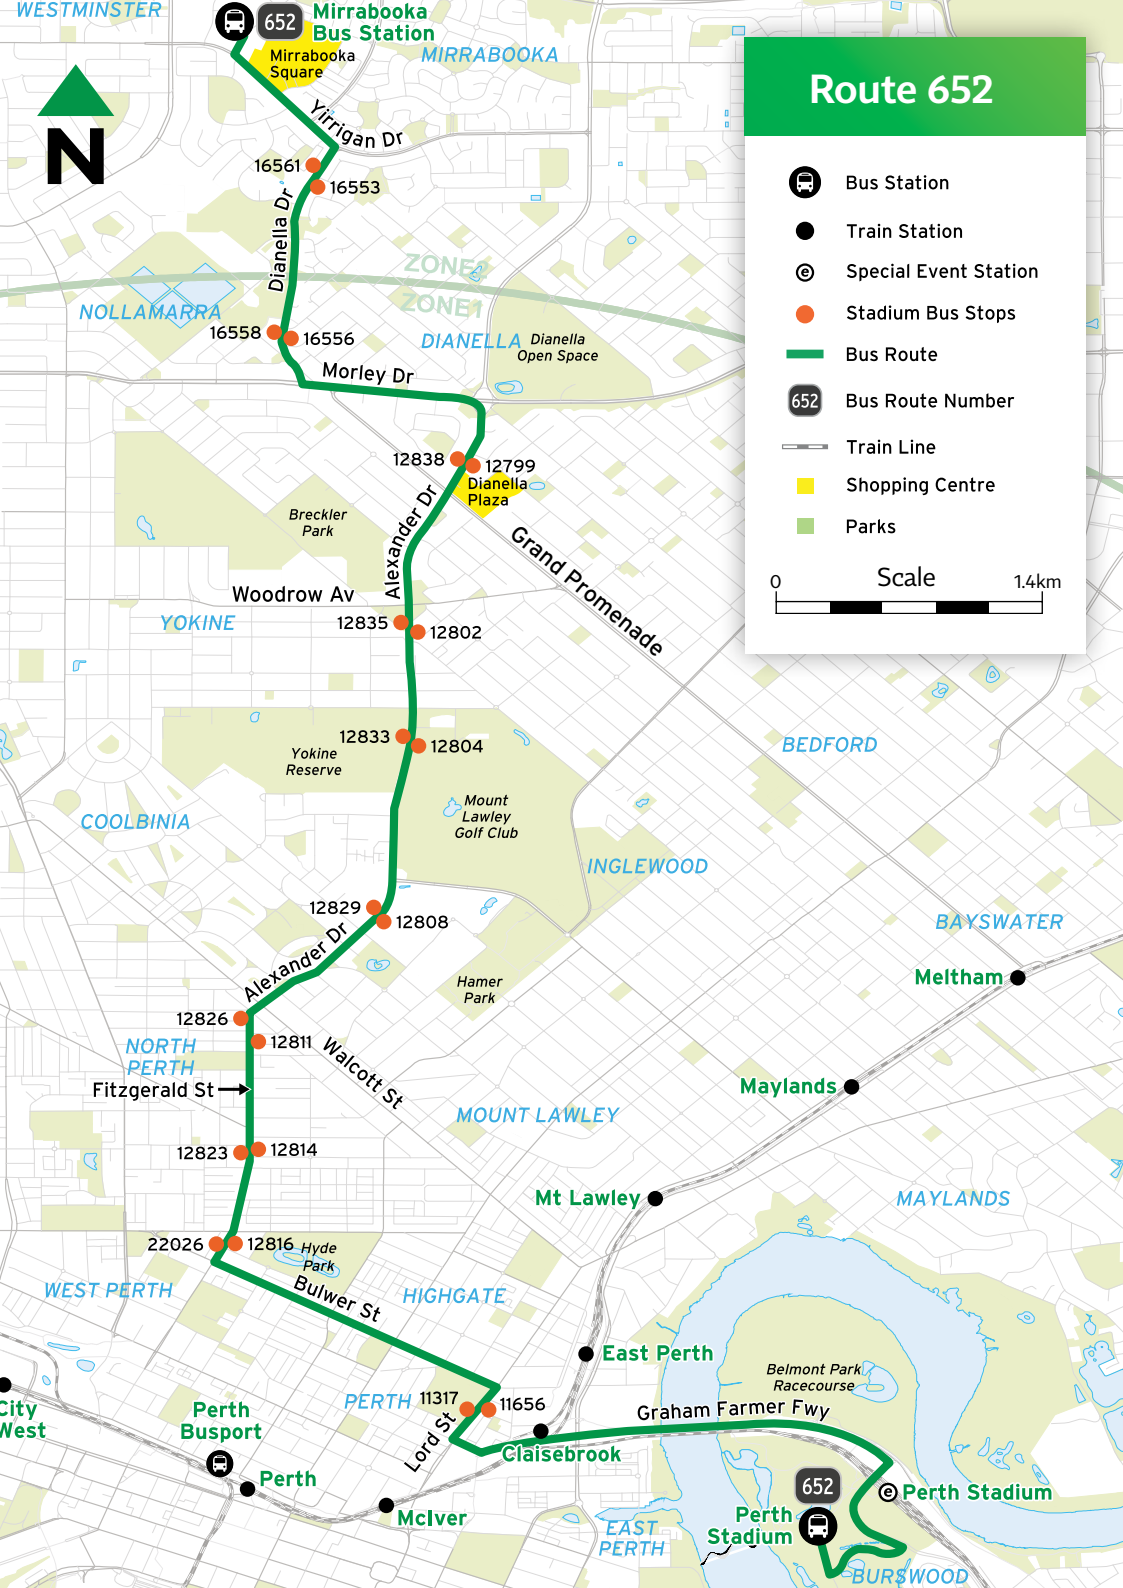 WESTMINSTER
652
Mirrabooka
Bus Station
Mirrabooka
Square
MIRRABOOKA
Route 652
N
Yirrigan Dr
16561
16553
Bus Station
Train Station
e Special Event Station
Stadium Bus Stops
Bus Route
652 Bus Route Number
Train Line
Shopping Centre
Parks
0 Scale 1.4km
Dianella Dr
ZONE2
ZONE1
NOLLAMARRA
16558
16556
DIANELLA
Dianella
Open Space
Morley Dr
12838
12799
Dianella
Plaza
Alexander Dr
Breckler
Park
Grand Promenade
Woodrow Av
YOKINE
12835
12802
12833
12804
Yokine
Reserve
BEDFORD
Mount
Lawley
Golf Club
COOLBINIA
INGLEWOOD
12829
12808
BAYSWATER
Alexander Dr
Hamer
Park
Meltham
12826
12811
NORTH
PERTH
Walcott St
Fitzgerald St
Maylands
MOUNT LAWLEY
12823
12814
Mt Lawley
MAYLANDS
22026
12816
Hyde
Park
WEST PERTH
Bulwer St
HIGHGATE
East Perth
Belmont Park
Racecourse
City
West
PERTH
11317
11656
Graham Farmer Fwy
Perth
Busport
Lord St
Claisebrook
Perth
652
e Perth Stadium
Perth
Stadium
McIver
EAST
PERTH
BURSWOOD